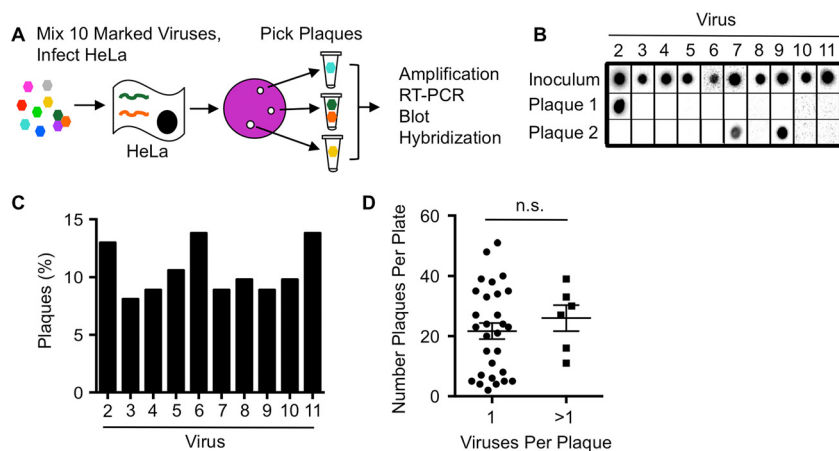 A
Mix 10 Marked Viruses,
Infect HeLa
Pick Plaques
HeLa
Amplification
RT-PCR
Blot
Hybridization
B
Virus
2 3 4 5 6 7 8 9 10 11
Inoculum
Plaque 1
Plaque 2
C
Plaques (%)
15
10
5
0
2 3 4 5 6 7 8 9 10 11
Virus
D
n.s.
Number Plaques Per Plate
60
40
20
0
1 >1
Viruses Per Plaque